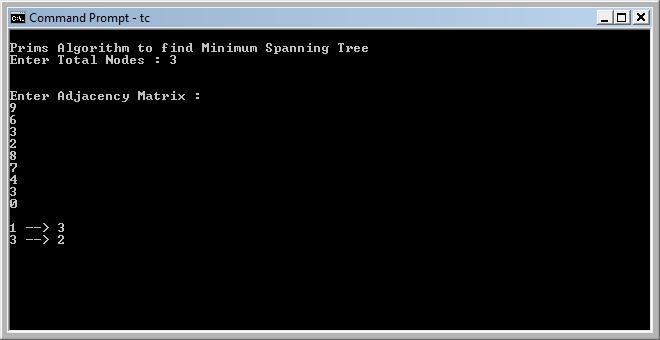 Command Prompt - tc
Prims Algorithm to find Minimum Spanning Tree
Enter Total Nodes : 3
Enter Adjacency Matrix :
9
6
3
2
8
7
4
3
0
1 --> 3
3 --> 2